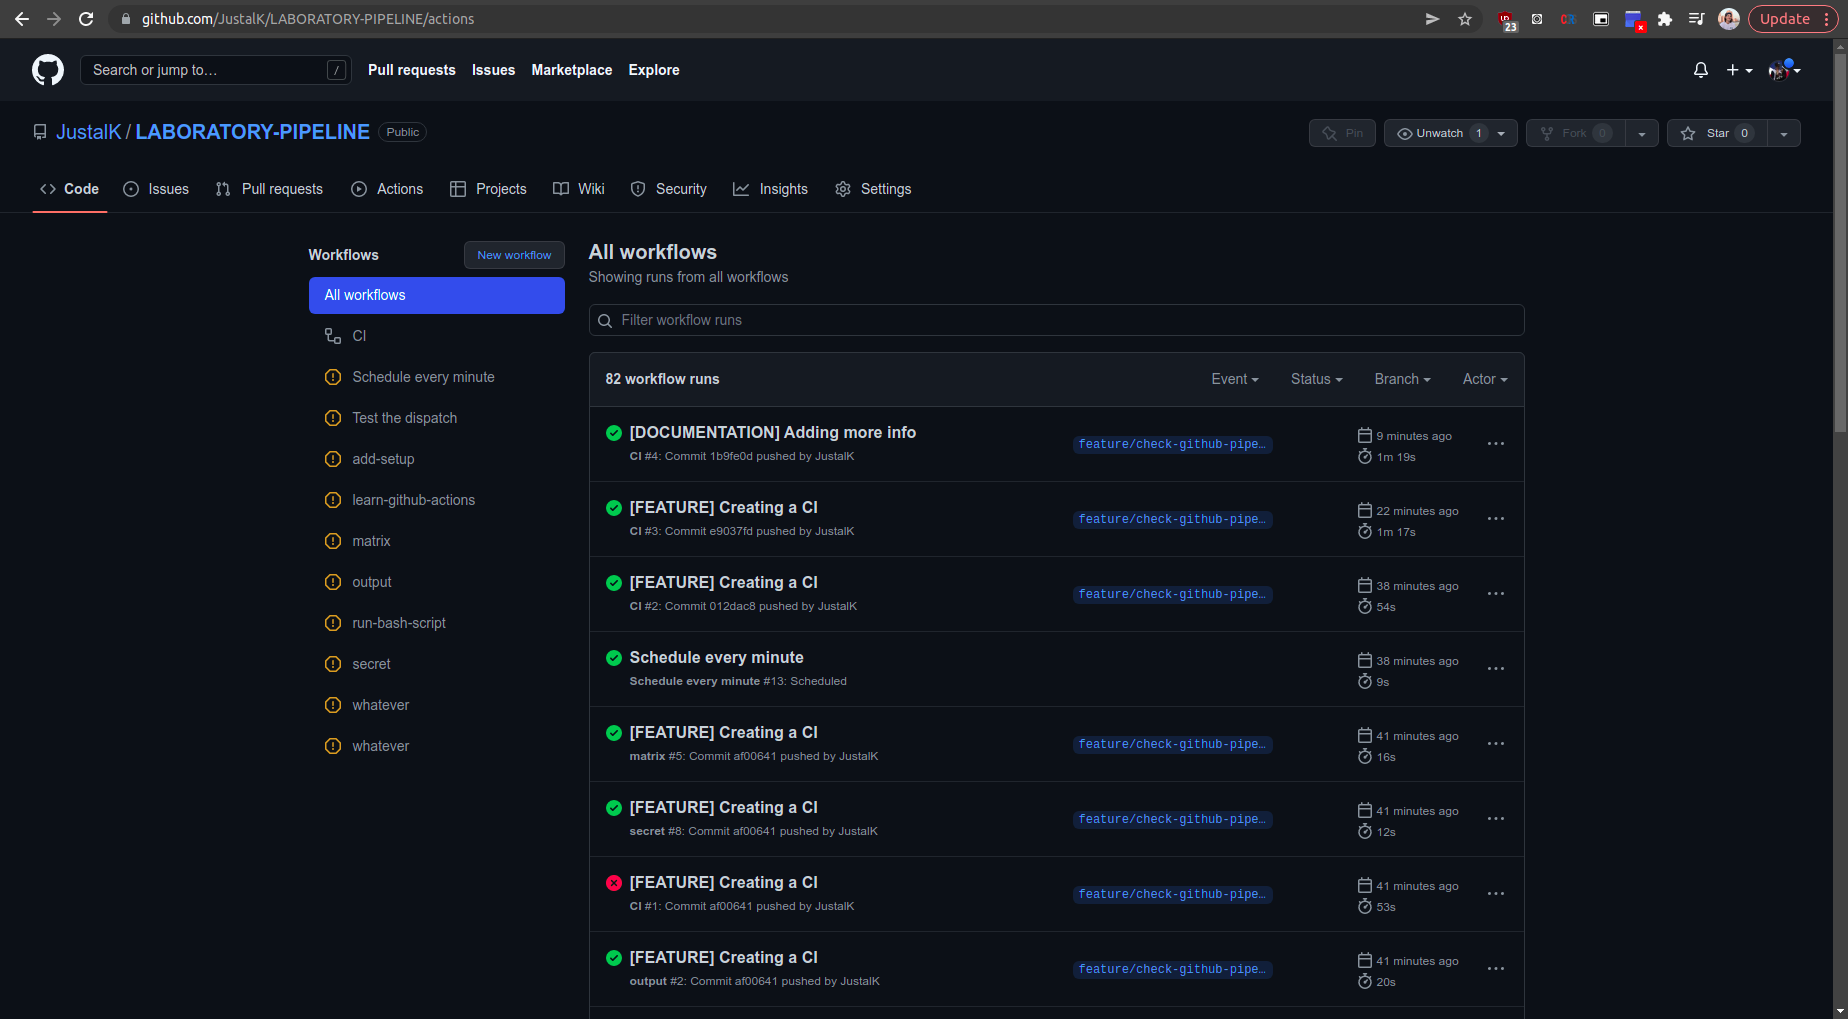 github.com/JustalK/LABORATORY-PIPELINE/actions
23
Update
Search or jump to…
/
Pull requests
Issues
Marketplace
Explore
JustalK / LABORATORY-PIPELINE
Public
Pin
Unwatch 1
Fork 0
Star 0
Code
Issues
Pull requests
Actions
Projects
Wiki
Security
Insights
Settings
Workflows
New workflow
All workflows
CI
Schedule every minute
Test the dispatch
add-setup
learn-github-actions
matrix
output
run-bash-script
secret
whatever
whatever
All workflows
Showing runs from all workflows
Filter workflow runs
82 workflow runs
Event
Status
Branch
Actor
[DOCUMENTATION] Adding more info
CI #4: Commit 1b9fe0d pushed by JustalK
feature/check-github-pipe…
9 minutes ago
1m 19s
[FEATURE] Creating a CI
CI #3: Commit e9037fd pushed by JustalK
feature/check-github-pipe…
22 minutes ago
1m 17s
[FEATURE] Creating a CI
CI #2: Commit 012dac8 pushed by JustalK
feature/check-github-pipe…
38 minutes ago
54s
Schedule every minute
Schedule every minute #13: Scheduled
38 minutes ago
9s
[FEATURE] Creating a CI
matrix #5: Commit af00641 pushed by JustalK
feature/check-github-pipe…
41 minutes ago
16s
[FEATURE] Creating a CI
secret #8: Commit af00641 pushed by JustalK
feature/check-github-pipe…
41 minutes ago
12s
[FEATURE] Creating a CI
CI #1: Commit af00641 pushed by JustalK
feature/check-github-pipe…
41 minutes ago
53s
[FEATURE] Creating a CI
output #2: Commit af00641 pushed by JustalK
feature/check-github-pipe…
41 minutes ago
20s